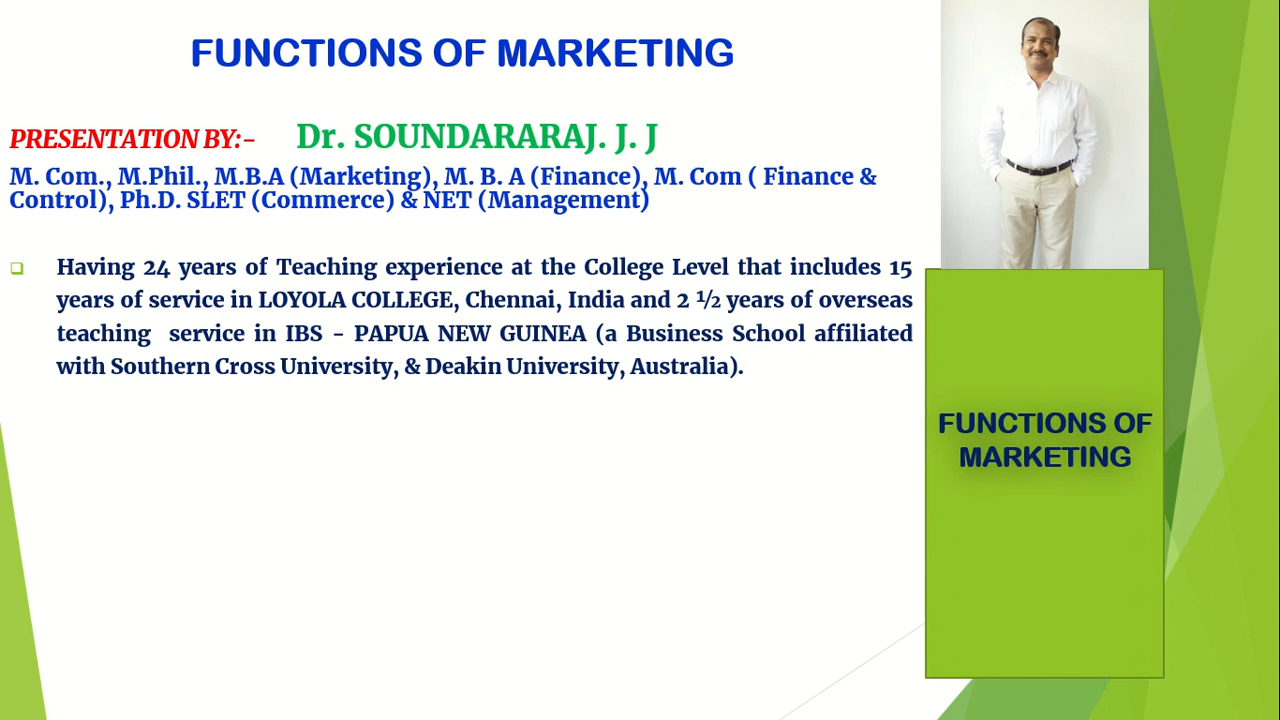 FUNCTIONS OF MARKETING
PRESENTATION BY:- Dr. SOUNDARARAJ. J. J
M. Com., M.Phil., M.B.A (Marketing), M. B. A (Finance), M. Com ( Finance &
Control), Ph.D. SLET (Commerce) & NET (Management)
Having 24 years of Teaching experience at the College Level that includes 15
years of service in LOYOLA COLLEGE, Chennai, India and 2 ½ years of overseas
teaching service in IBS - PAPUA NEW GUINEA (a Business School affiliated
with Southern Cross University, & Deakin University, Australia).
FUNCTIONS OF
MARKETING